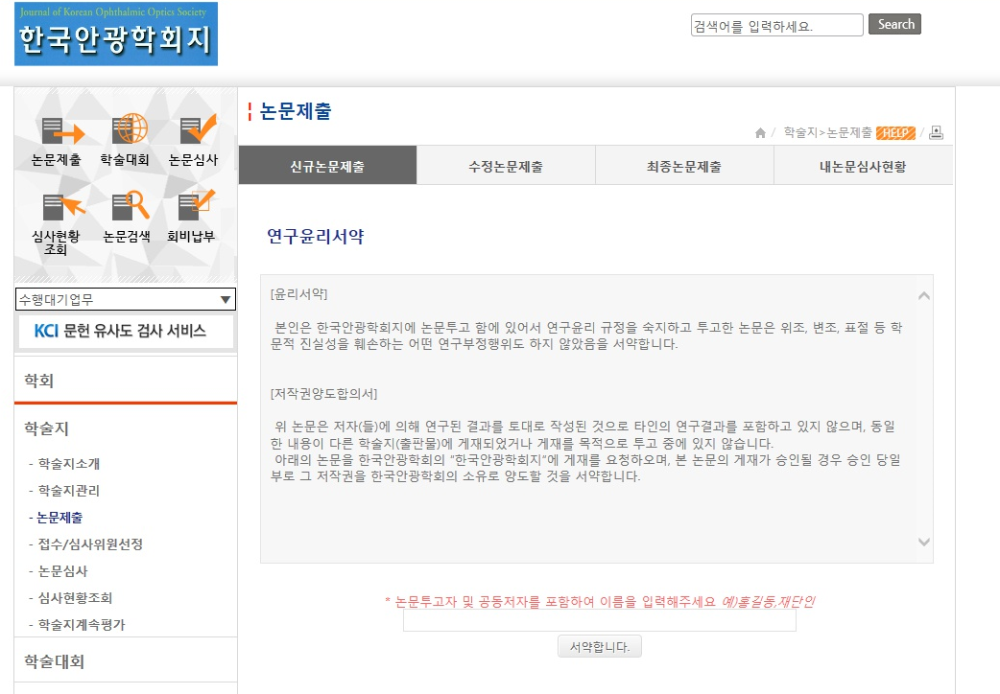 Journal of Korean Ophthalmic Optics Society
한국안광학회지
검색어를 입력하세요.
Search
논문제출
학술대회
논문심사
심사현황
조회
논문검색
회비납부
수행대기업무
KCI 문헌 유사도 검사 서비스
학회
학술지
- 학술지소개
- 학술지관리
- 논문제출
- 접수/심사위원선정
- 논문심사
- 심사현황조회
- 학술지계속평가
학술대회
논문제출
/ 학술지>논문제출 HELP /
신규논문제출
수정논문제출
최종논문제출
내논문심사현황
연구윤리서약
[윤리서약]
본인은 한국안광학회지에 논문투고 함에 있어서 연구윤리 규정을 숙지하고 투고한 논문은 위조, 변조, 표절 등 학
문적 진실성을 훼손하는 어떤 연구부정행위도 하지 않았음을 서약합니다.
[저작권양도합의서]
위 논문은 저자(들)에 의해 연구된 결과를 토대로 작성된 것으로 타인의 연구결과를 포함하고 있지 않으며, 동일
한 내용이 다른 학술지(출판물)에 게재되었거나 게재를 목적으로 투고 중에 있지 않습니다.
아래의 논문을 한국안광학회의 "한국안광학회지"에 게재를 요청하오며, 본 논문의 게재가 승인될 경우 승인 당일
부로 그 저작권을 한국안광학회의 소유로 양도할 것을 서약합니다.
* 논문투고자 및 공동저자를 포함하여 이름을 입력해주세요 예)홀길동,재단인
서약합니다.